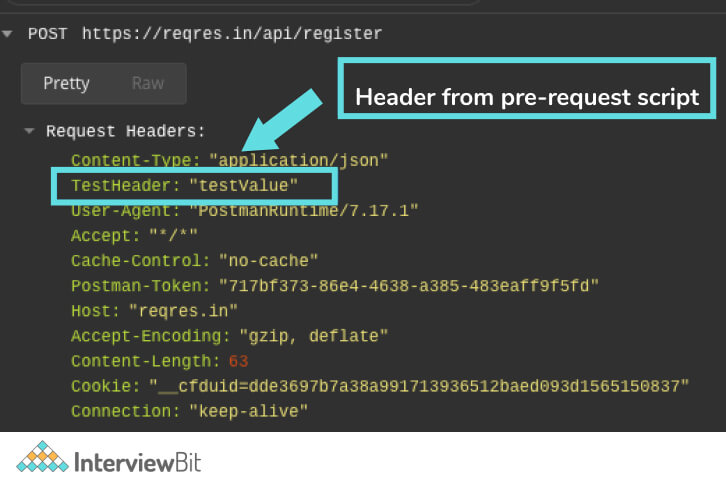 POST https://reqres.in/api/register
Pretty Raw
Header from pre-request script
Request Headers:
Content-Type: "application/json"
TestHeader: "testValue"
User-Agent: "PostmanRuntime/7.17.1"
Accept: "*/*"
Cache-Control: "no-cache"
Postman-Token: "717bf373-86e4-4638-a385-483eaff9f5fd"
Host: "reqres.in"
Accept-Encoding: "gzip, deflate"
Content-Length: 63
Cookie: "__cfduid=dde3697b7a38a991713936512baed093d1565150837"
Connection: "keep-alive"
InterviewBit